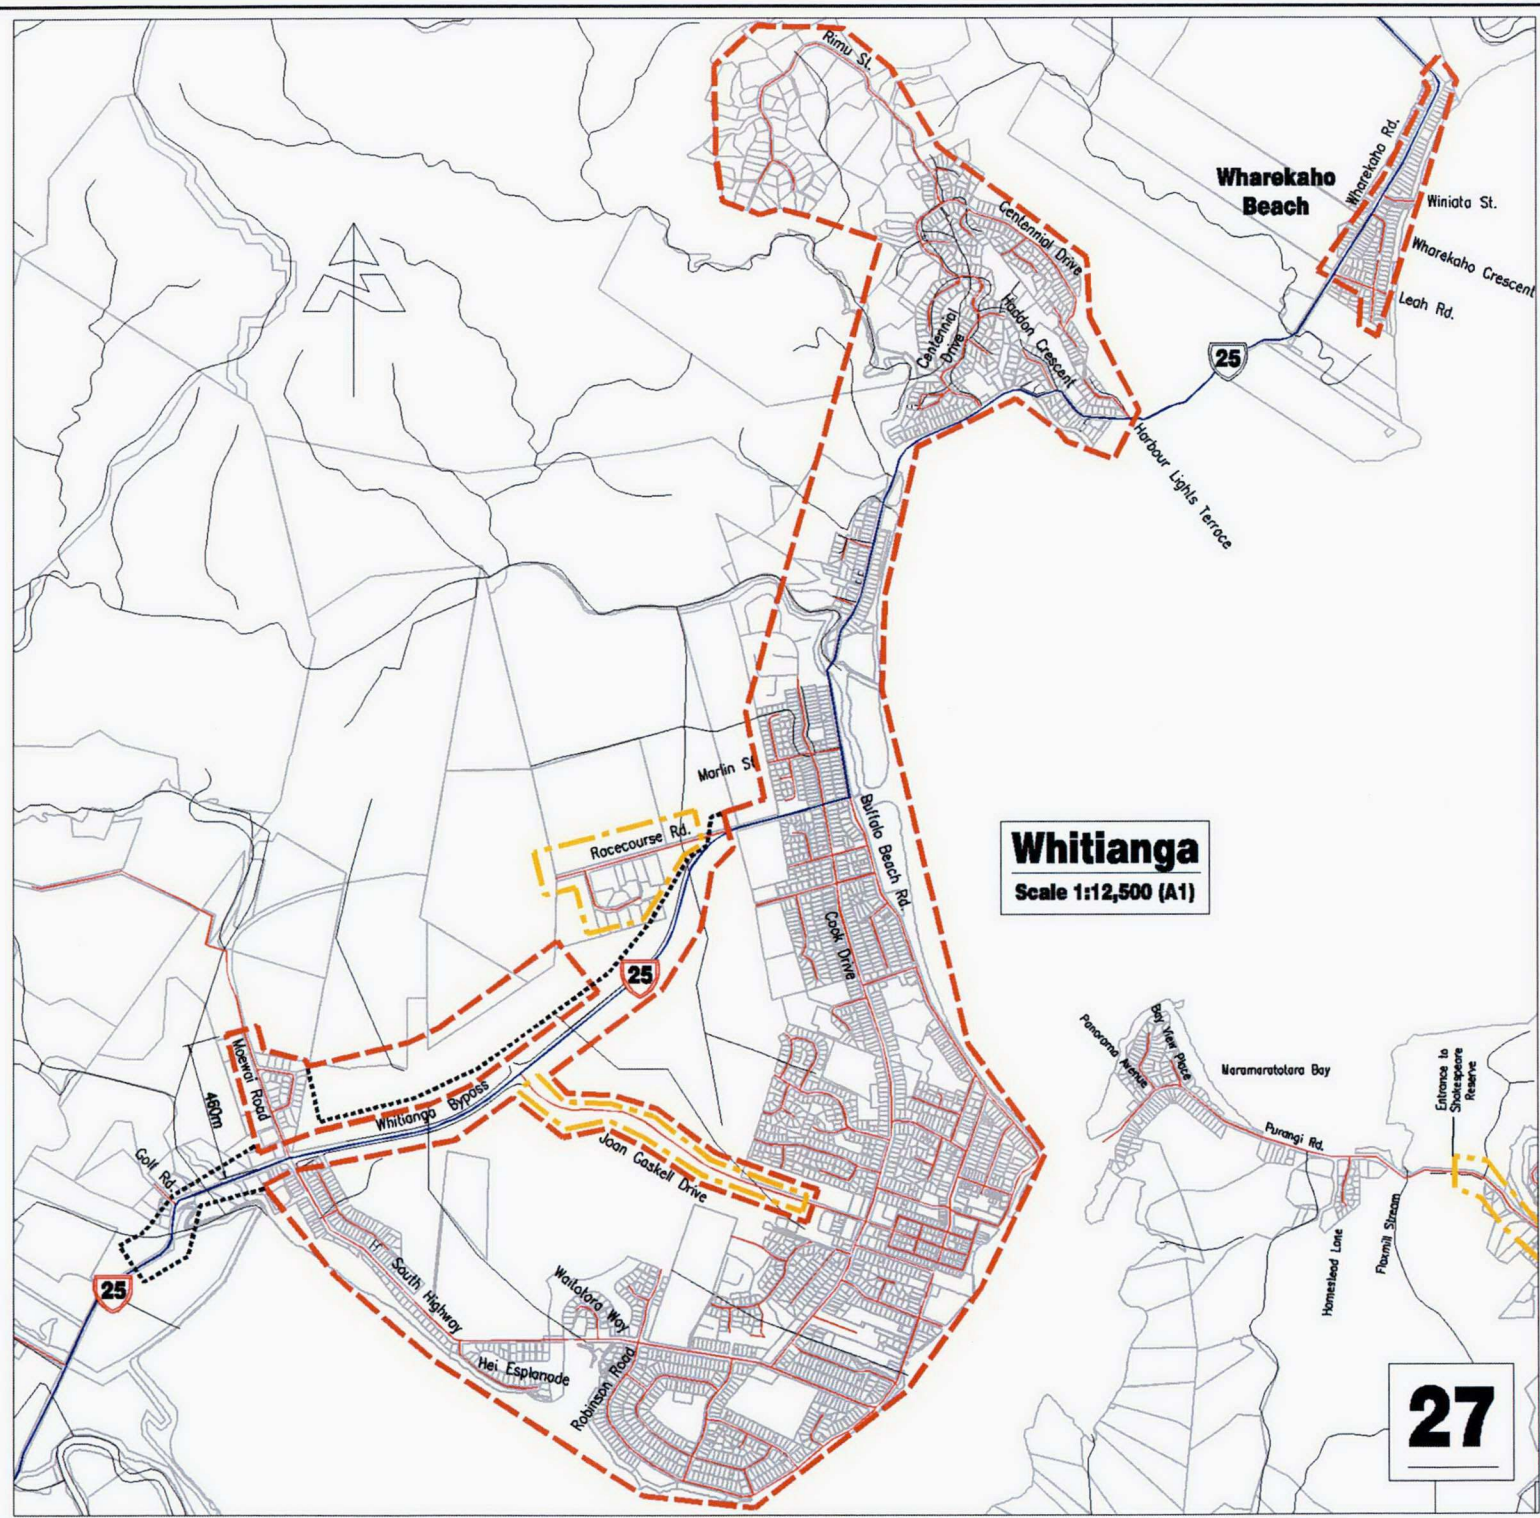 Rimu St.
Wharekaho Rd.
Wharekaho
Beach
Winiata St.
Centennial Drive
Wharekaho Crescent
Leah Rd.
Haddon Crescent
Centennial
Drive
25
Harbour Lights Terrace
Marlin St
Buffalo Beach Rd.
Racecourse Rd.
Whitianga
Scale 1:12,500 (A1)
Cook Drive
25
Bay View Place
Panorama Avenue
Maramaratotara Bay
Entrance to
Shakespeare
Reserve
Moewai Road
460m
Whitianga Bypass
Purangi Rd.
Joan Gaskell Drive
Golf Rd.
Flaxmill Stream
Homestead Lane
25
South Highway
Waitotara Way
Hei Esplanade
Robinson Road
27